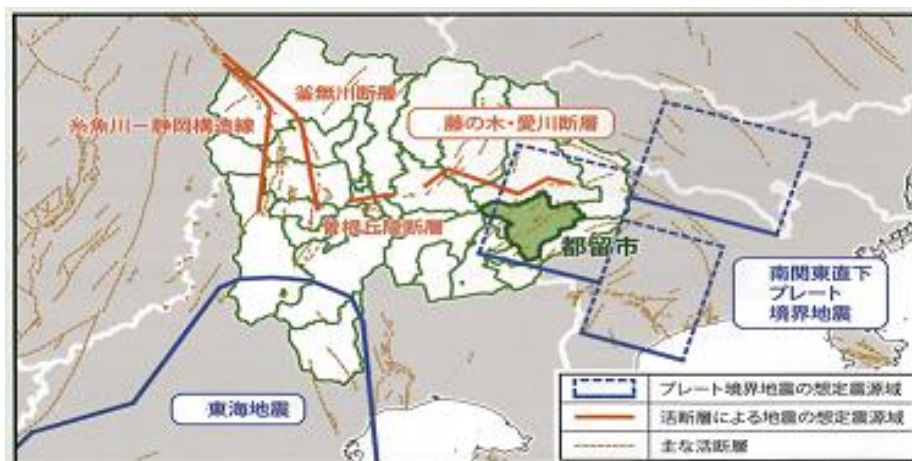 釜無川断層
糸魚川－静岡構造線
藤の木・愛川断層
曽根丘陵断層
都留市
南関東直下
プレート
境界地震
東海地震
プレート境界地震の想定震源域
活断層による地震の想定震源域
主な活断層